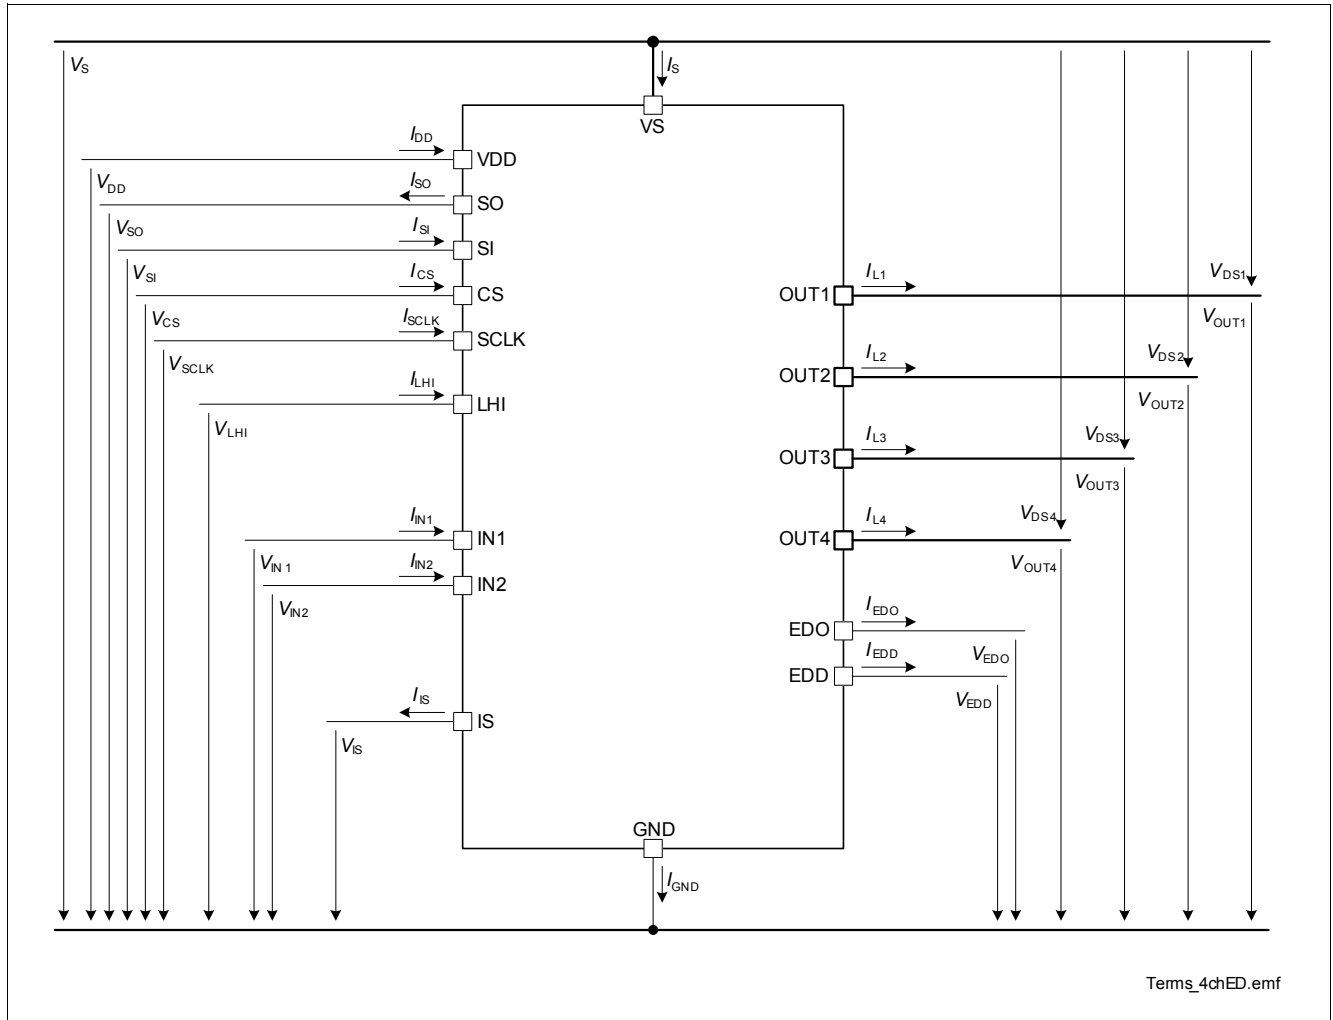 VS
IS
VS
IDD
VDD
VDD
ISO
SO
VSO
ISI
SI
VSI
ICS
CS
VCS
ISCLK
SCLK
VSCLK
ILHI
LHI
VLHI
IIN1
IN1
VIN 1
IIN2
IN2
VIN2
IIS
IS
VIS
OUT1
IL1
VDS1
VOUT1
OUT2
IL2
VDS2
VOUT2
OUT3
IL3
VDS3
VOUT3
OUT4
IL4
VDS4
VOUT4
EDO
IEDO
VEDO
EDD
IEDD
VEDD
GND
IGND
Terms_4chED.emf